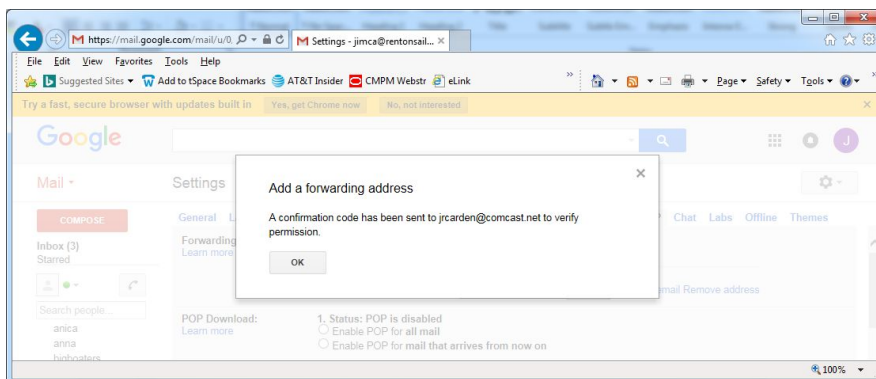 https://mail.google.com/mail/u/0
M Settings - jimca@rentonsail...
File Edit View Favorites Tools Help
Suggested Sites Add to tSpace Bookmarks AT&T Insider CMPM Webstr eLink
Page Safety Tools
Try a fast, secure browser with updates built in Yes, get Chrome now No, not interested
Google
J
Mail Settings
COMPOSE
General Chat Labs Offline Themes
Add a forwarding address
A confirmation code has been sent to jrcarden@comcast.net to verify
permission.
OK
Inbox (3)
Starred
Forwarding
Learn more
email Remove address
Search people...
anica
anna
bigboaters
POP Download:
Learn more
1. Status: POP is disabled
Enable POP for all mail
Enable POP for mail that arrives from now on
100%